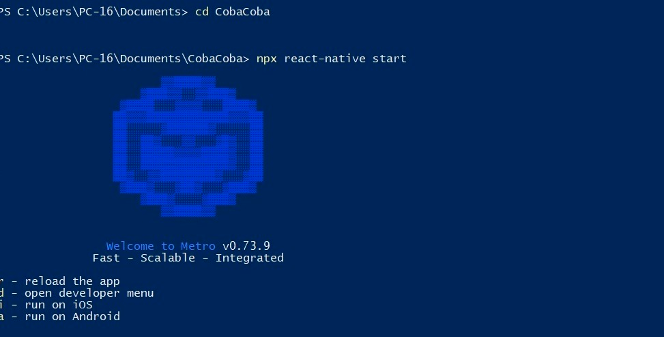 PS C:\Users\PC-16\Documents> cd CobaCoba
PS C:\Users\PC-16\Documents\CobaCoba> npx react-native start
Welcome to Metro v0.73.9
Fast - Scalable - Integrated
r - reload the app
d - open developer menu
i - run on iOS
a - run on Android